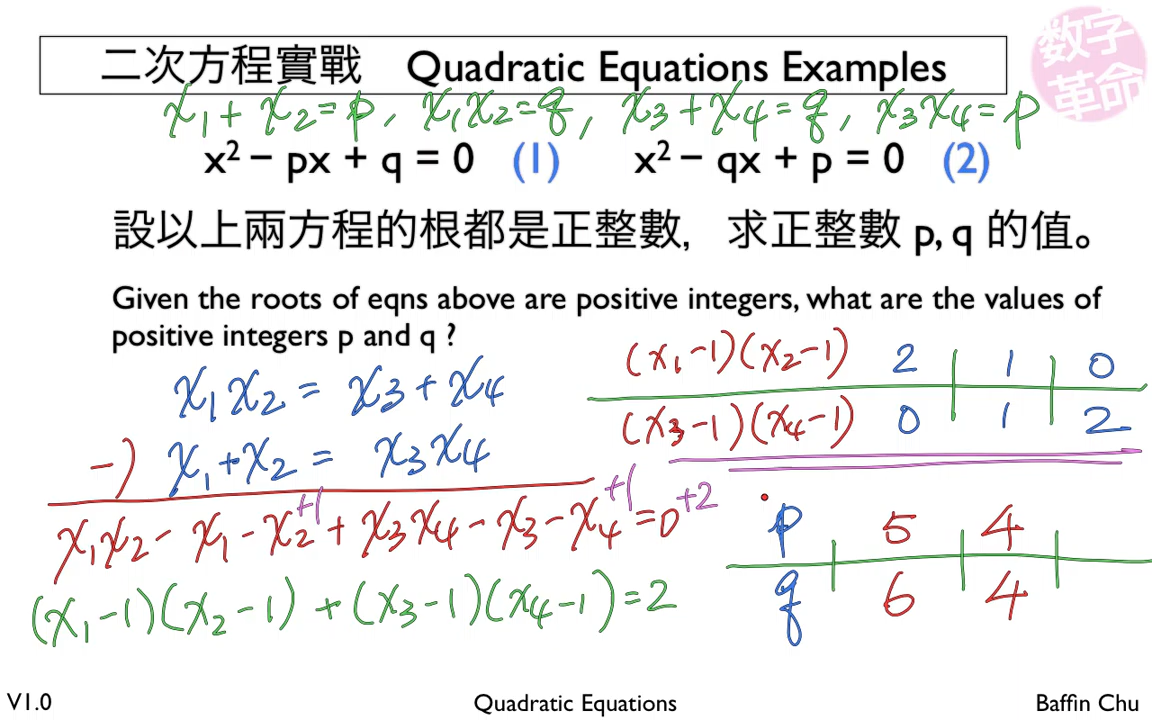 数字
革命
二次方程實戰 Quadratic Equations Examples
x₁ + x₂ = p, x₁x₂ = q, x₃ + x₄ = q, x₃x₄ = p
x² − px + q = 0 (1) x² − qx + p = 0 (2)
設以上兩方程的根都是正整數, 求正整數 p, q 的值。
Given the roots of eqns above are positive integers, what are the values of
positive integers p and q ?
x₁x₂ = x₃ + x₄
−) x₁ + x₂ = x₃x₄
x₁x₂ − x₁ − x₂ +1 + x₃x₄ − x₃ − x₄ +1 = 0 +2
(x₁ −1)(x₂ −1) + (x₃ −1)(x₄ −1) = 2
(x₁ −1)(x₂ −1) 2 1 0
(x₃ −1)(x₄ −1) 0 1 2
p 5 4
q 6 4
V1.0 Quadratic Equations Baffin Chu